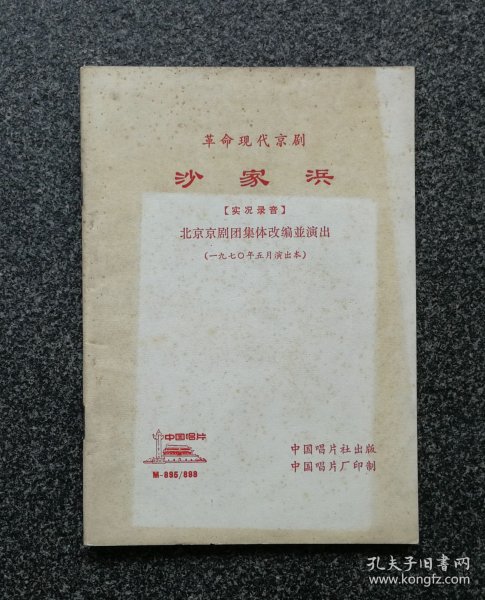 革命现代京剧
沙家浜
【实况录音】
北京京剧团集体改编並演出
（一九七〇年五月演出本）
中国唱片
M-895/898
中国唱片社出版
中国唱片厂印制
孔夫子旧书网
www.kongfz.com